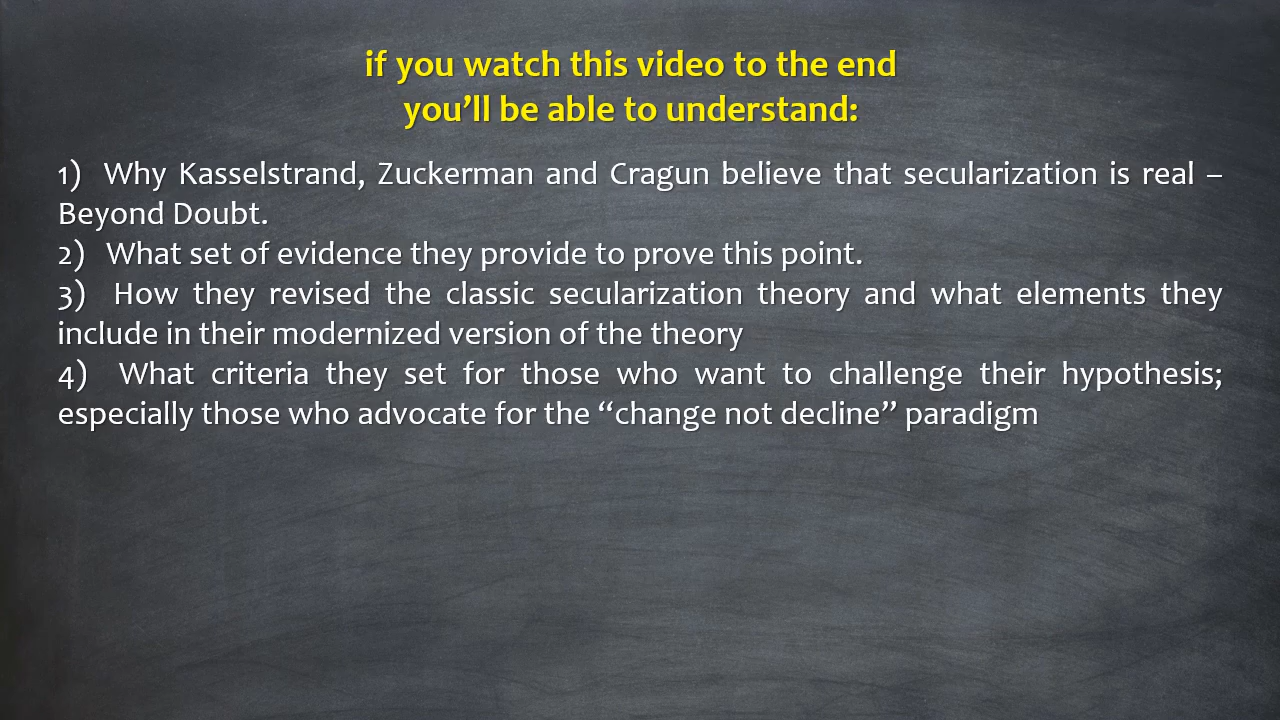 if you watch this video to the end
you’ll be able to understand:
1) Why Kasselstrand, Zuckerman and Cragun believe that secularization is real –
Beyond Doubt.
2) What set of evidence they provide to prove this point.
3) How they revised the classic secularization theory and what elements they
include in their modernized version of the theory
4) What criteria they set for those who want to challenge their hypothesis;
especially those who advocate for the “change not decline” paradigm